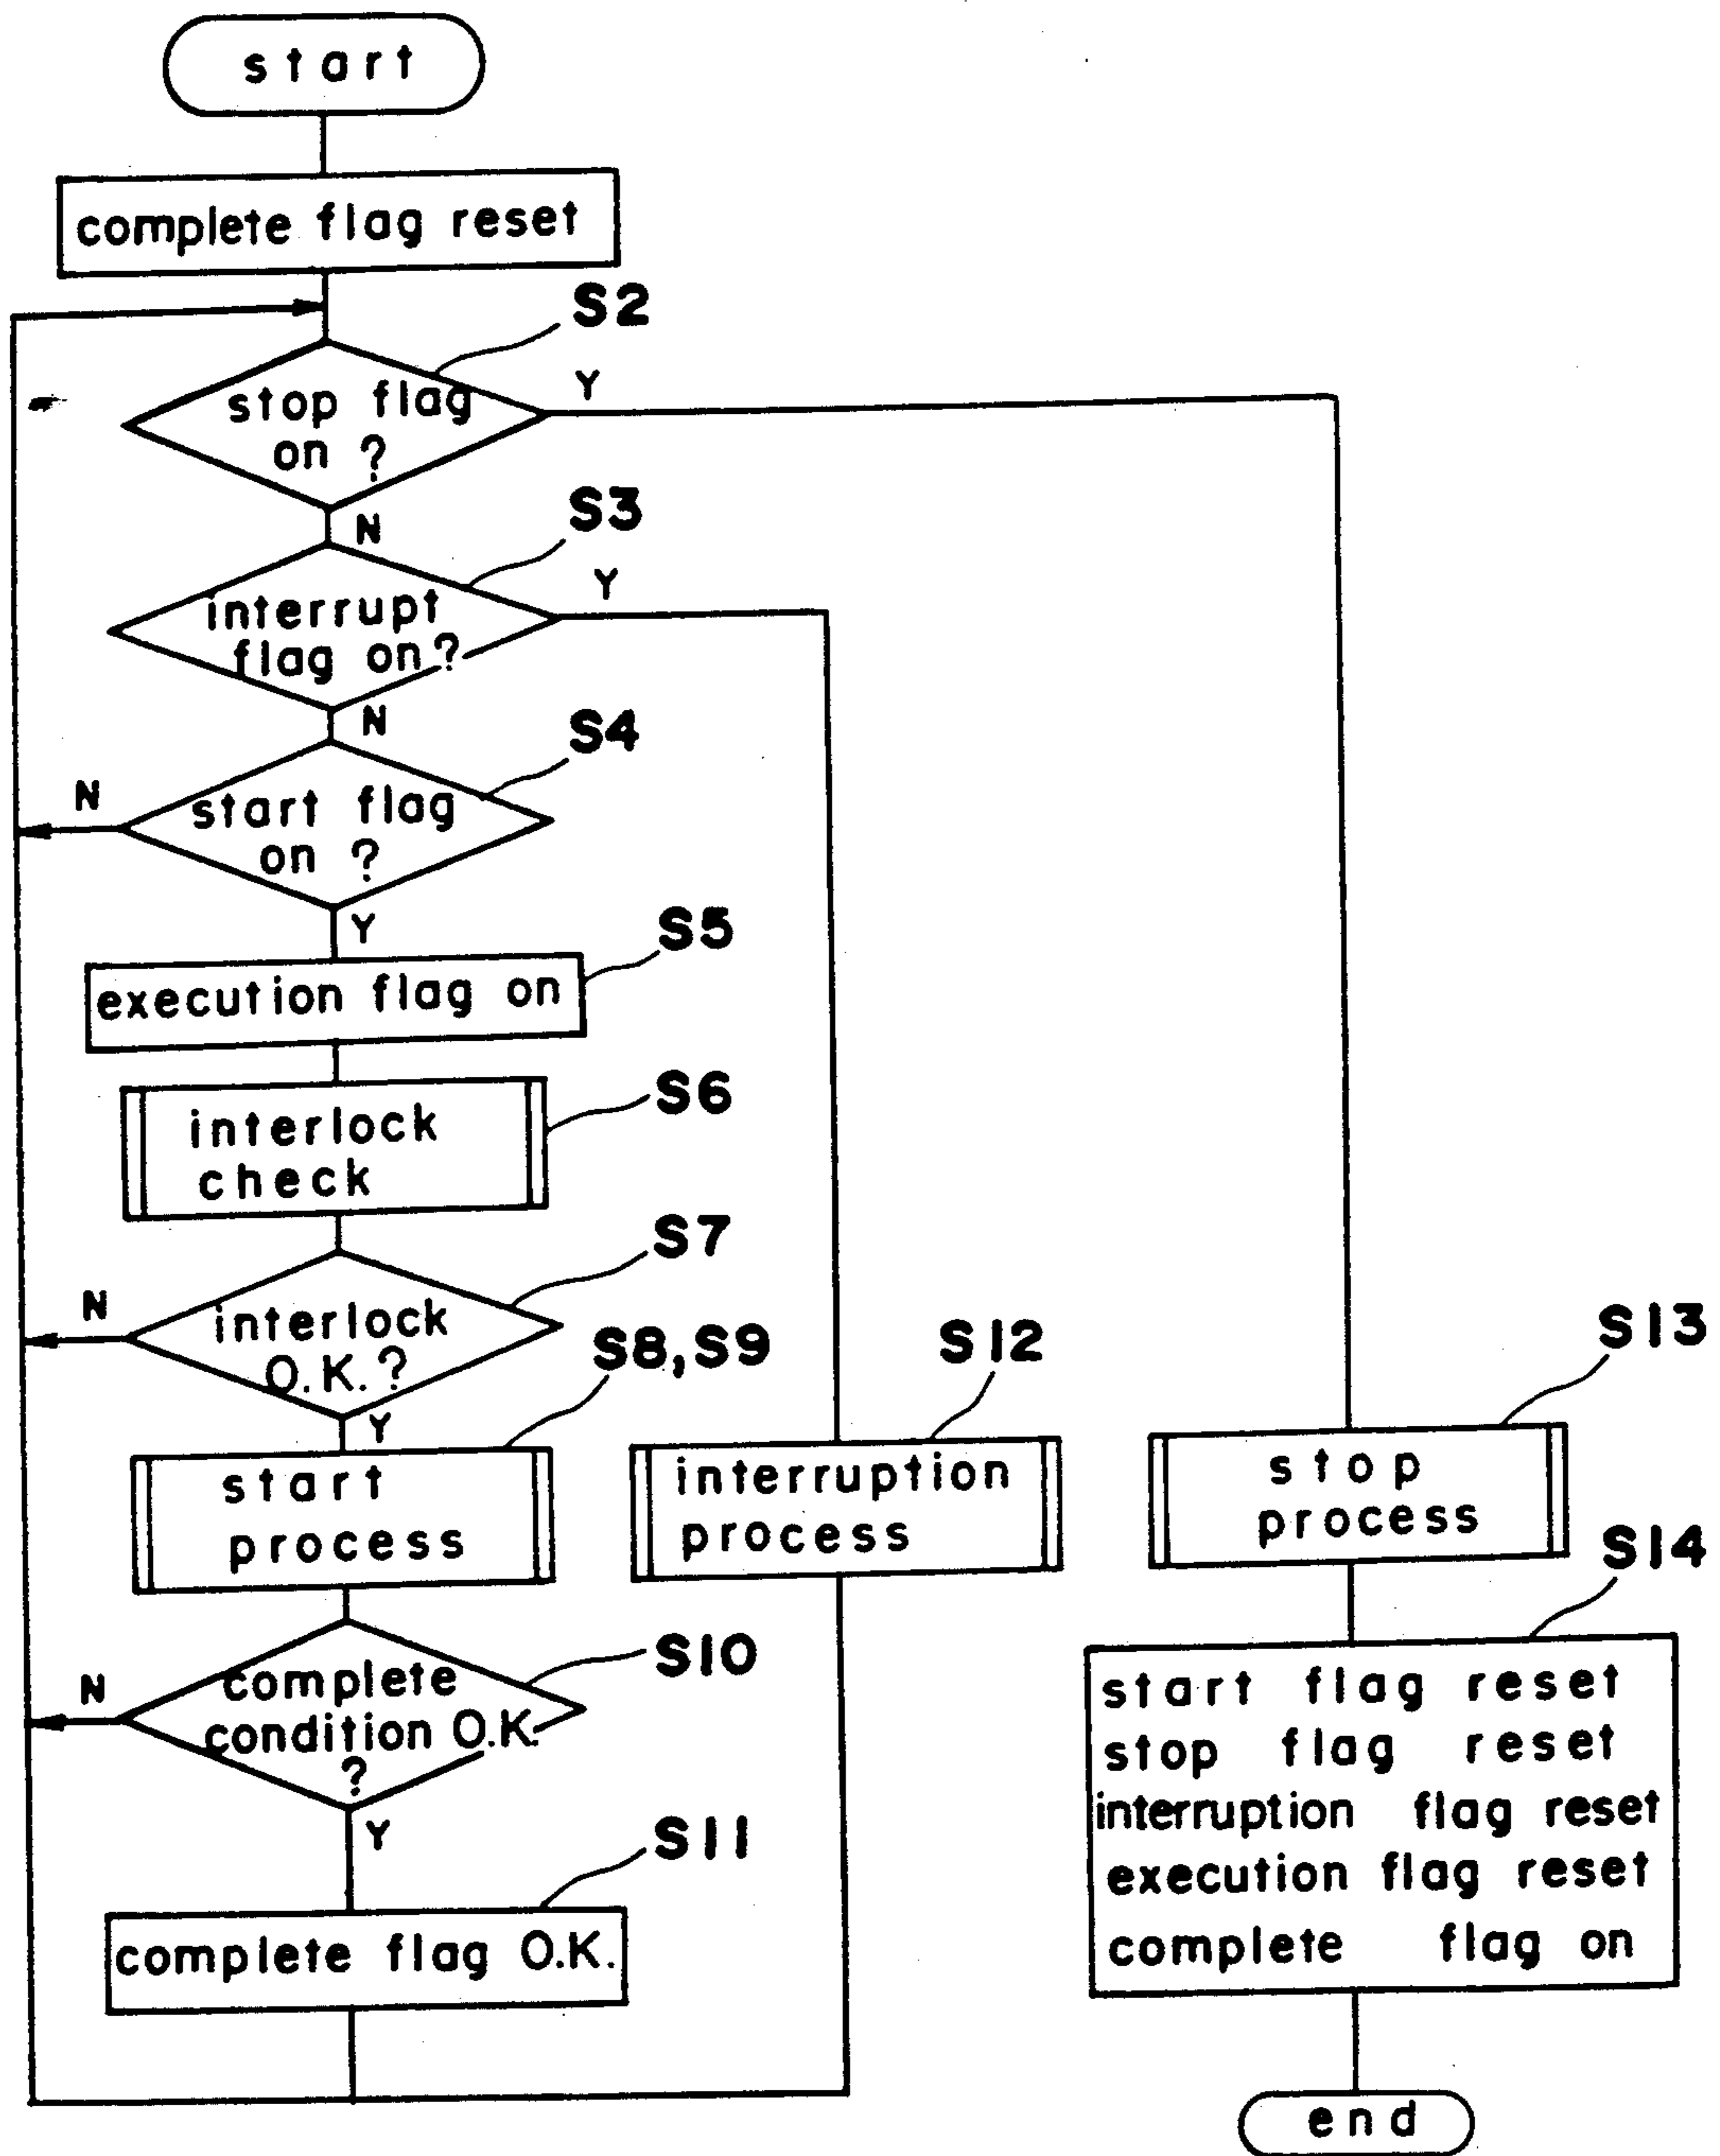 start
complete flag reset
S2
stop flag
on ?
Y
N
S3
interrupt
flag on?
Y
N
S4
start flag
on ?
N
Y
S5
execution flag on
S6
interlock
check
S7
interlock
O.K.?
N
Y
S8,S9
start
process
S12
interruption
process
S13
stop
process
S10
complete
condition O.K.
?
N
Y
S11
complete flag O.K.
S14
start flag reset
stop flag reset
interruption flag reset
execution flag reset
complete flag on
end